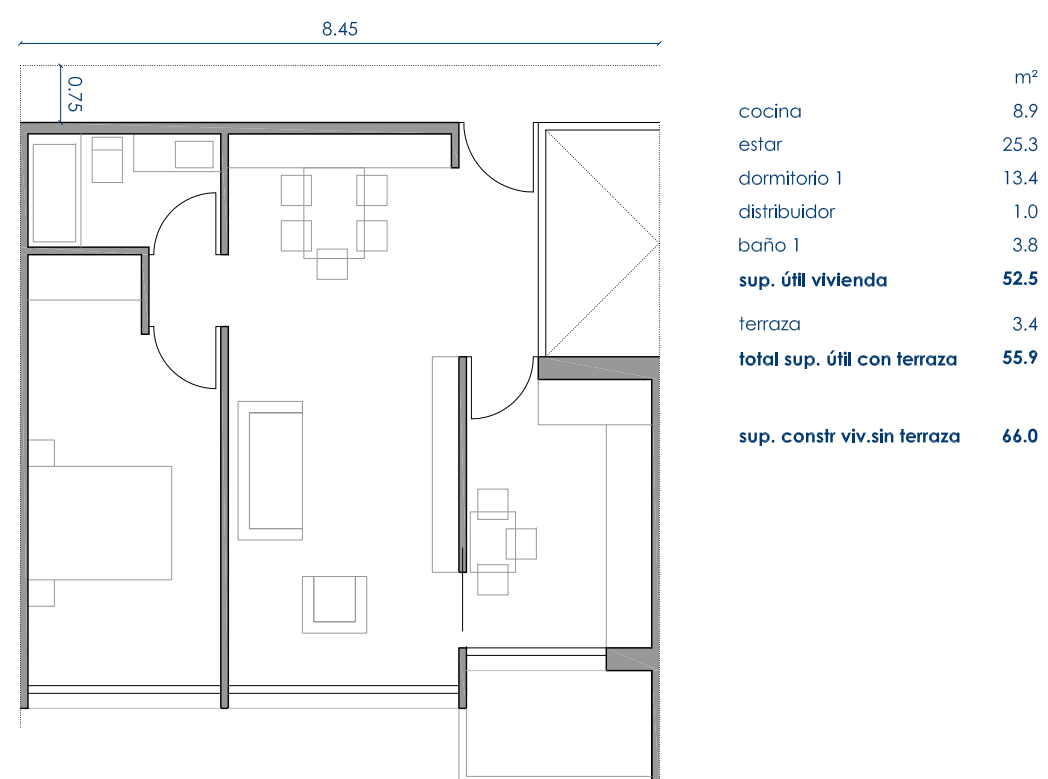 8.45
0.75
m²
cocina 8.9
estar 25.3
dormitorio 1 13.4
distribuidor 1.0
baño 1 3.8
sup. útil vivienda 52.5
terraza 3.4
total sup. útil con terraza 55.9
sup. constr viv.sin terraza 66.0